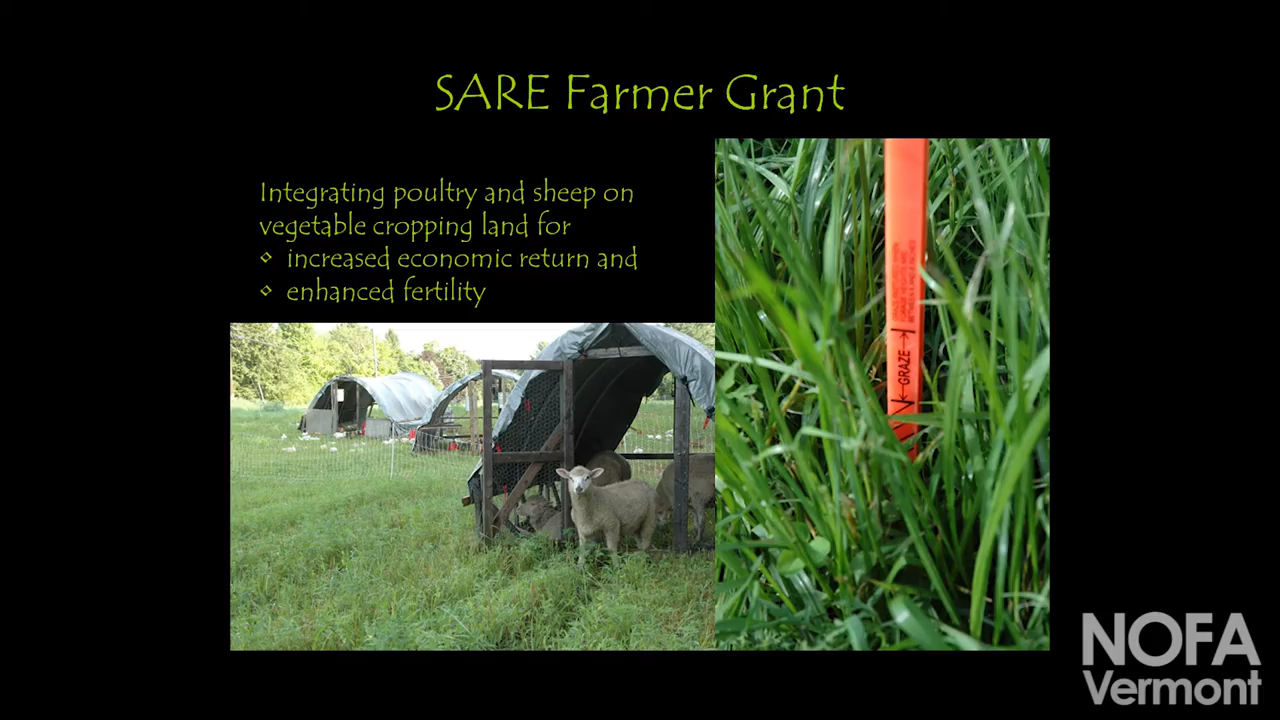 SARE Farmer Grant
Integrating poultry and sheep on
vegetable cropping land for
increased economic return and
enhanced fertility
GRAZE
NOFA
Vermont